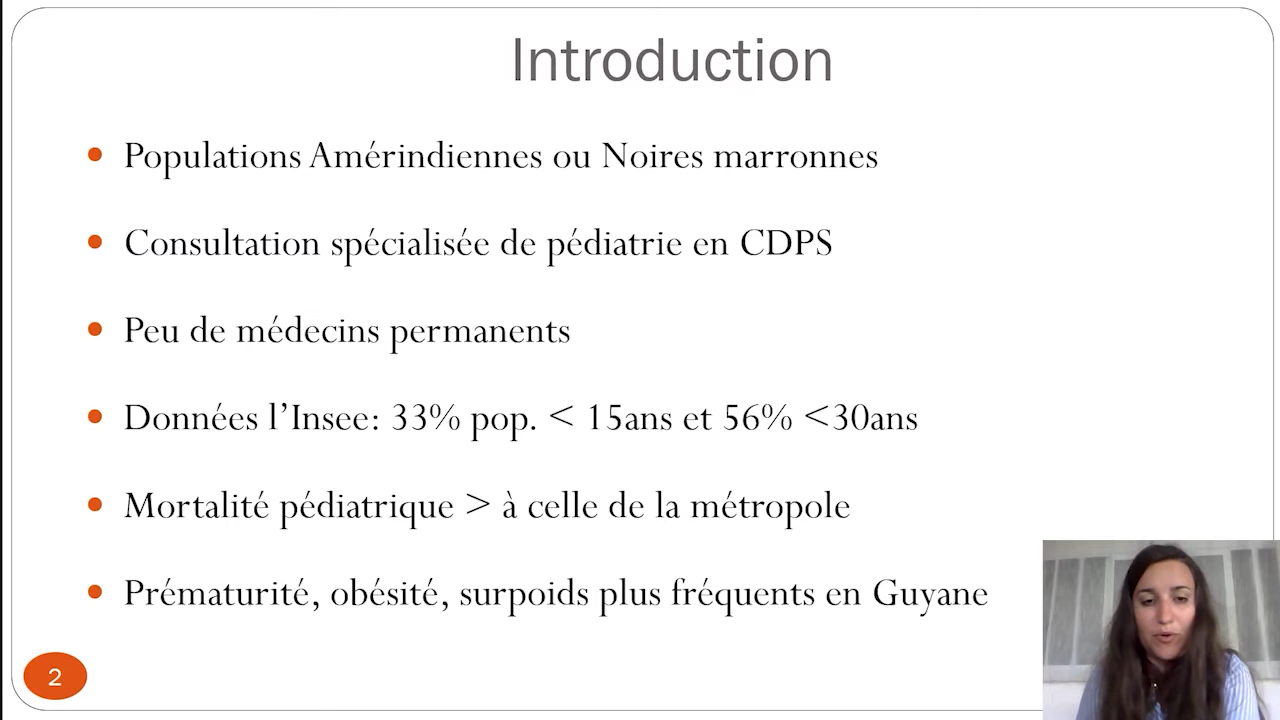 Introduction
Populations Amérindiennes ou Noires marronnes
Consultation spécialisée de pédiatrie en CDPS
Peu de médecins permanents
Données l’Insee: 33% pop. < 15ans et 56% <30ans
Mortalité pédiatrique > à celle de la métropole
Prématurité, obésité, surpoids plus fréquents en Guyane
2